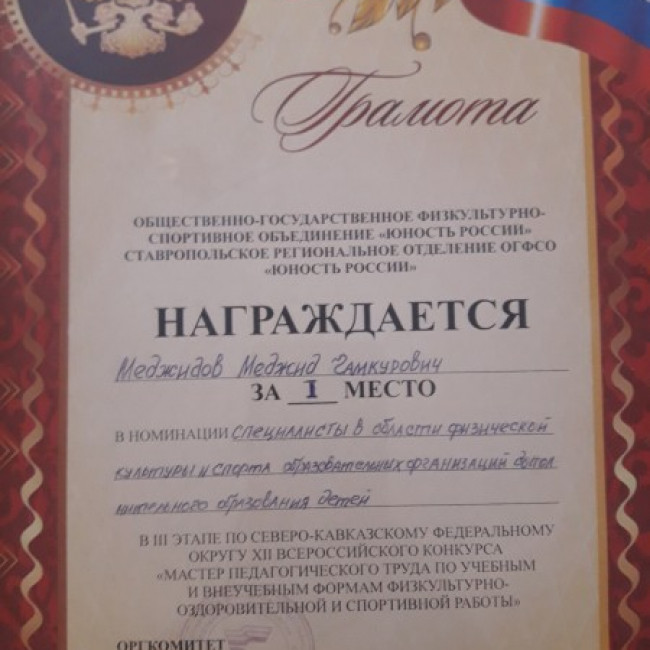 Грамота
ОБЩЕСТВЕННО-ГОСУДАРСТВЕННОЕ ФИЗКУЛЬТУРНО-
СПОРТИВНОЕ ОБЪЕДИНЕНИЕ «ЮНОСТЬ РОССИИ»
СТАВРОПОЛЬСКОЕ РЕГИОНАЛЬНОЕ ОТДЕЛЕНИЕ ОГФСО
«ЮНОСТЬ РОССИИ»
НАГРАЖДАЕТСЯ
Меджидов Меджид Гамкурович
ЗА I МЕСТО
В НОМИНАЦИИ специалисты в области физической
культуры и спорта образовательных организаций допол
нительного образования детей
В III ЭТАПЕ ПО СЕВЕРО-КАВКАЗСКОМУ ФЕДЕРАЛЬНОМУ
ОКРУГУ XII ВСЕРОССИЙСКОГО КОНКУРСА
«МАСТЕР ПЕДАГОГИЧЕСКОГО ТРУДА ПО УЧЕБНЫМ
И ВНЕУЧЕБНЫМ ФОРМАМ ФИЗКУЛЬТУРНО-
ОЗДОРОВИТЕЛЬНОЙ И СПОРТИВНОЙ РАБОТЫ»
ОРГКОМИТЕТ